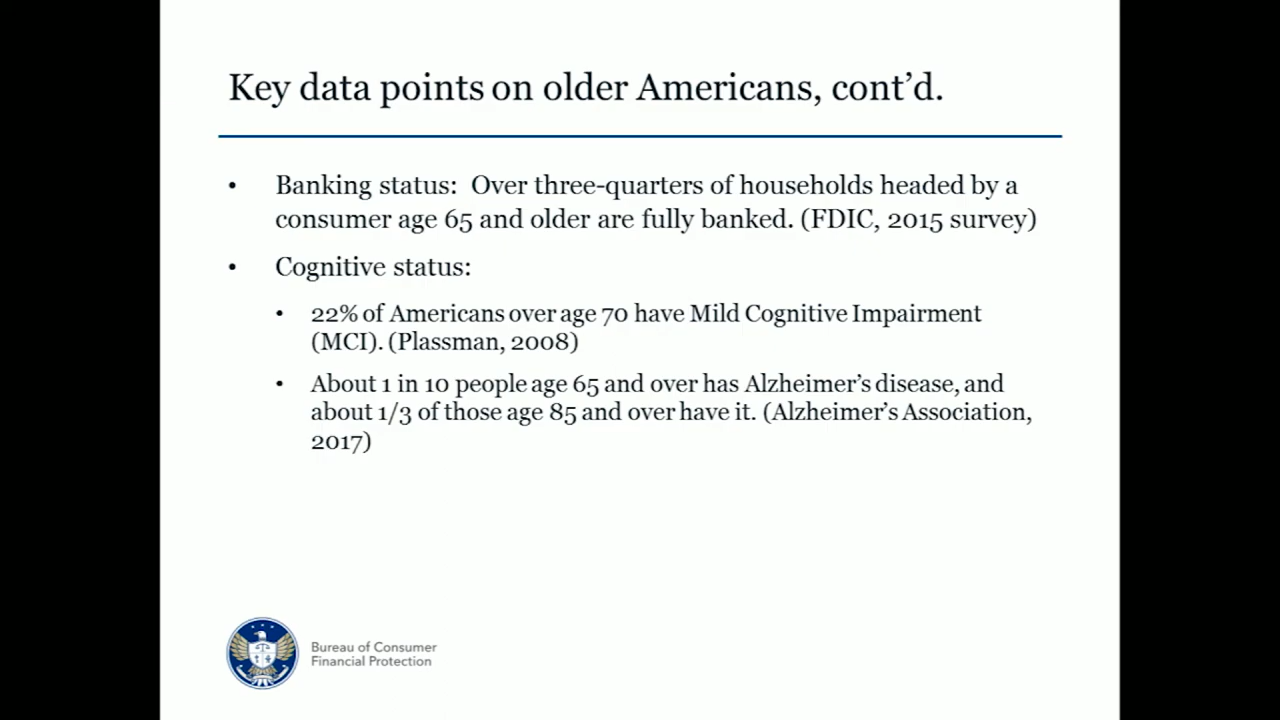 Key data points on older Americans, cont’d.
• Banking status:  Over three-quarters of households headed by a
consumer age 65 and older are fully banked. (FDIC, 2015 survey)
• Cognitive status:
• 22% of Americans over age 70 have Mild Cognitive Impairment
(MCI). (Plassman, 2008)
• About 1 in 10 people age 65 and over has Alzheimer’s disease, and
about 1/3 of those age 85 and over have it. (Alzheimer’s Association,
2017)
Bureau of Consumer
Financial Protection